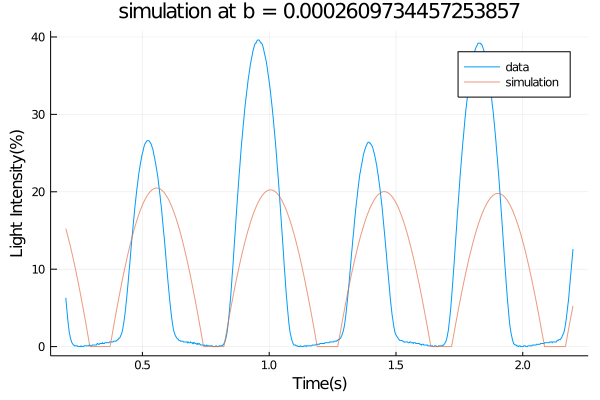 simulation at b = 0.0002609734457253857
40
30
20
10
0
Light Intensity(%)
data
simulation
0.5
1.0
1.5
2.0
Time(s)